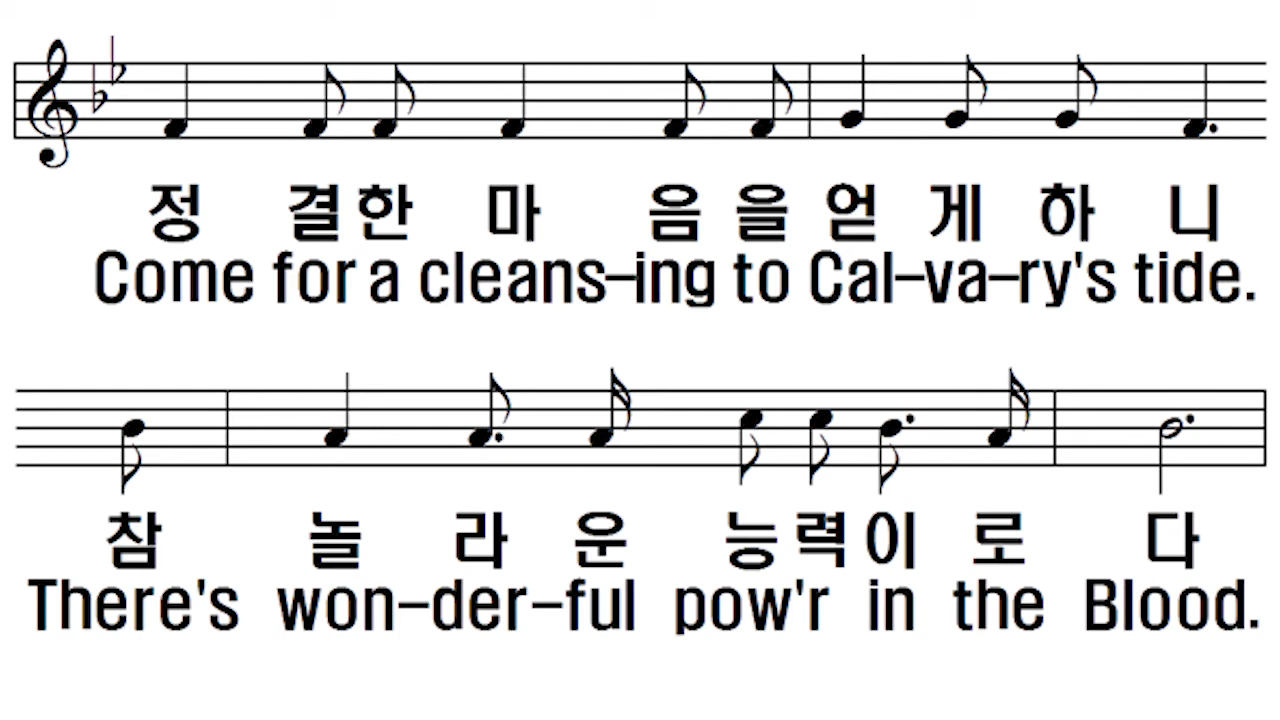 정 결한 마 음 을 얻 게 하 니
Come for a cleans-ing to Cal-va-ry's tide.
참 놀 라 운 능력이 로 다
There's won-der-ful pow'r in the Blood.